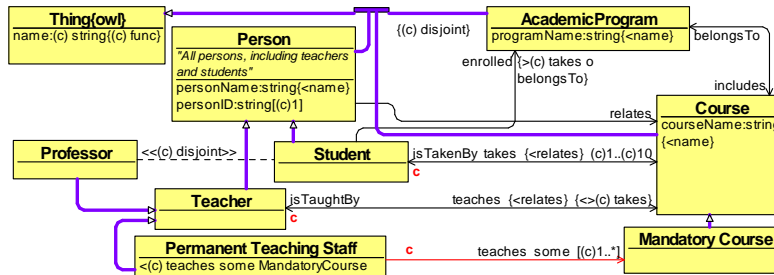 Thing{owl}
name:(c) string{(c) func}
{(c) disjoint}
AcademicProgram
programName:string{<name}
belongsTo
Person
"All persons, including teachers
and students"
personName:string{<name}
personID:string[(c)1]
enrolled {>(c) takes o
belongsTo}
includes
relates
Course
courseName:string
{<name}
Professor
<<(c) disjoint>>
Student
isTakenBy takes {<relates} (c)1..(c)10
c
Teacher
isTaughtBy
c
teaches {<relates} {<>(c) takes}
Permanent Teaching Staff
<(c) teaches some MandatoryCourse
c
teaches some [(c)1..*]
Mandatory Course